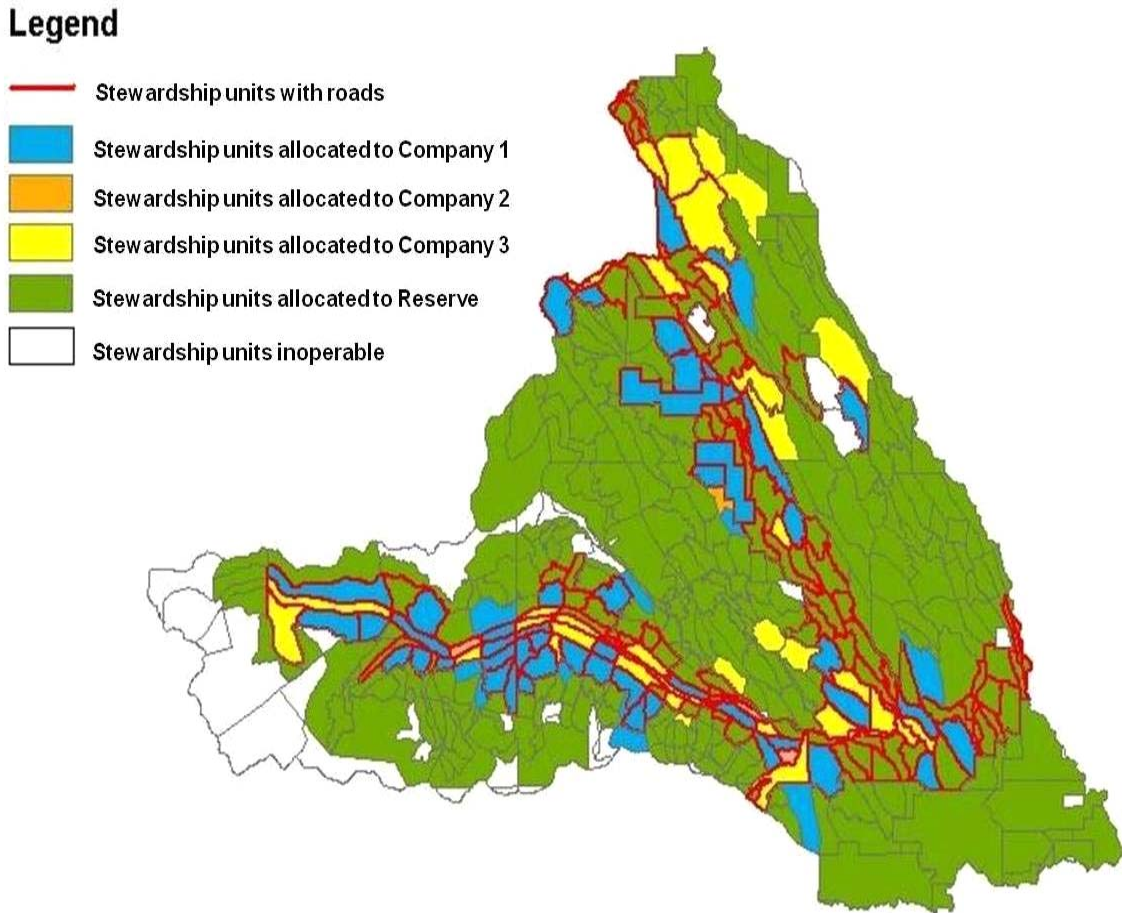 Legend
Stewardship units with roads
Stewardship units allocated to Company 1
Stewardship units allocated to Company 2
Stewardship units allocated to Company 3
Stewardship units allocated to Reserve
Stewardship units inoperable